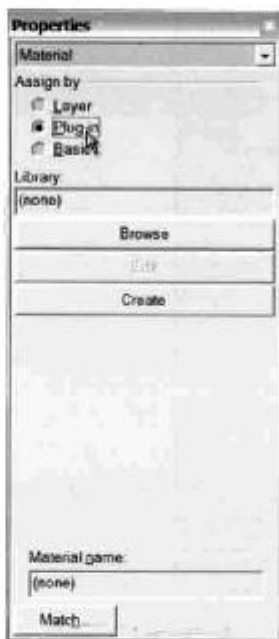 Properties
Material
Assign by
Layer
Plug-in
Basic
Library:
(none)
Browse
Edit
Create
Material name:
(none)
Match...